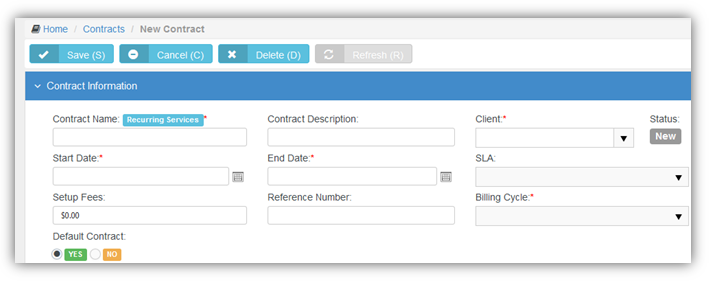 Home / Contracts / New Contract
Save (S) Cancel (C) Delete (D) Refresh (R)
Contract Information
Contract Name: Recurring Services * Contract Description: Client:* Status:
New
Start Date:* End Date:* SLA:
Setup Fees: Reference Number: Billing Cycle:*
$0.00
Default Contract:
YES NO